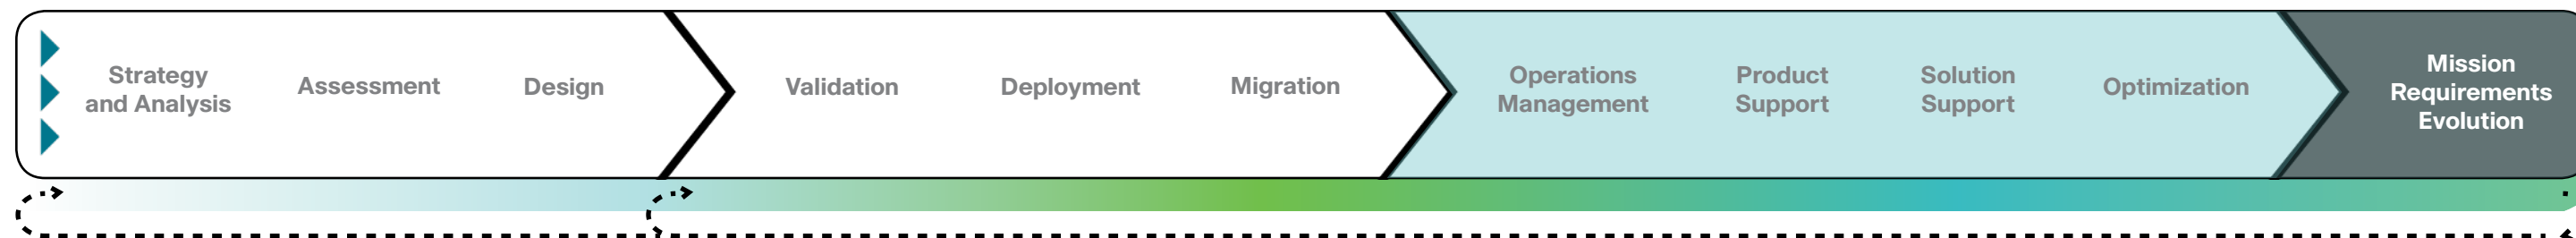 Strategy
and Analysis
Assessment
Design
Validation
Deployment
Migration
Operations
Management
Product
Support
Solution
Support
Optimization
Mission
Requirements
Evolution